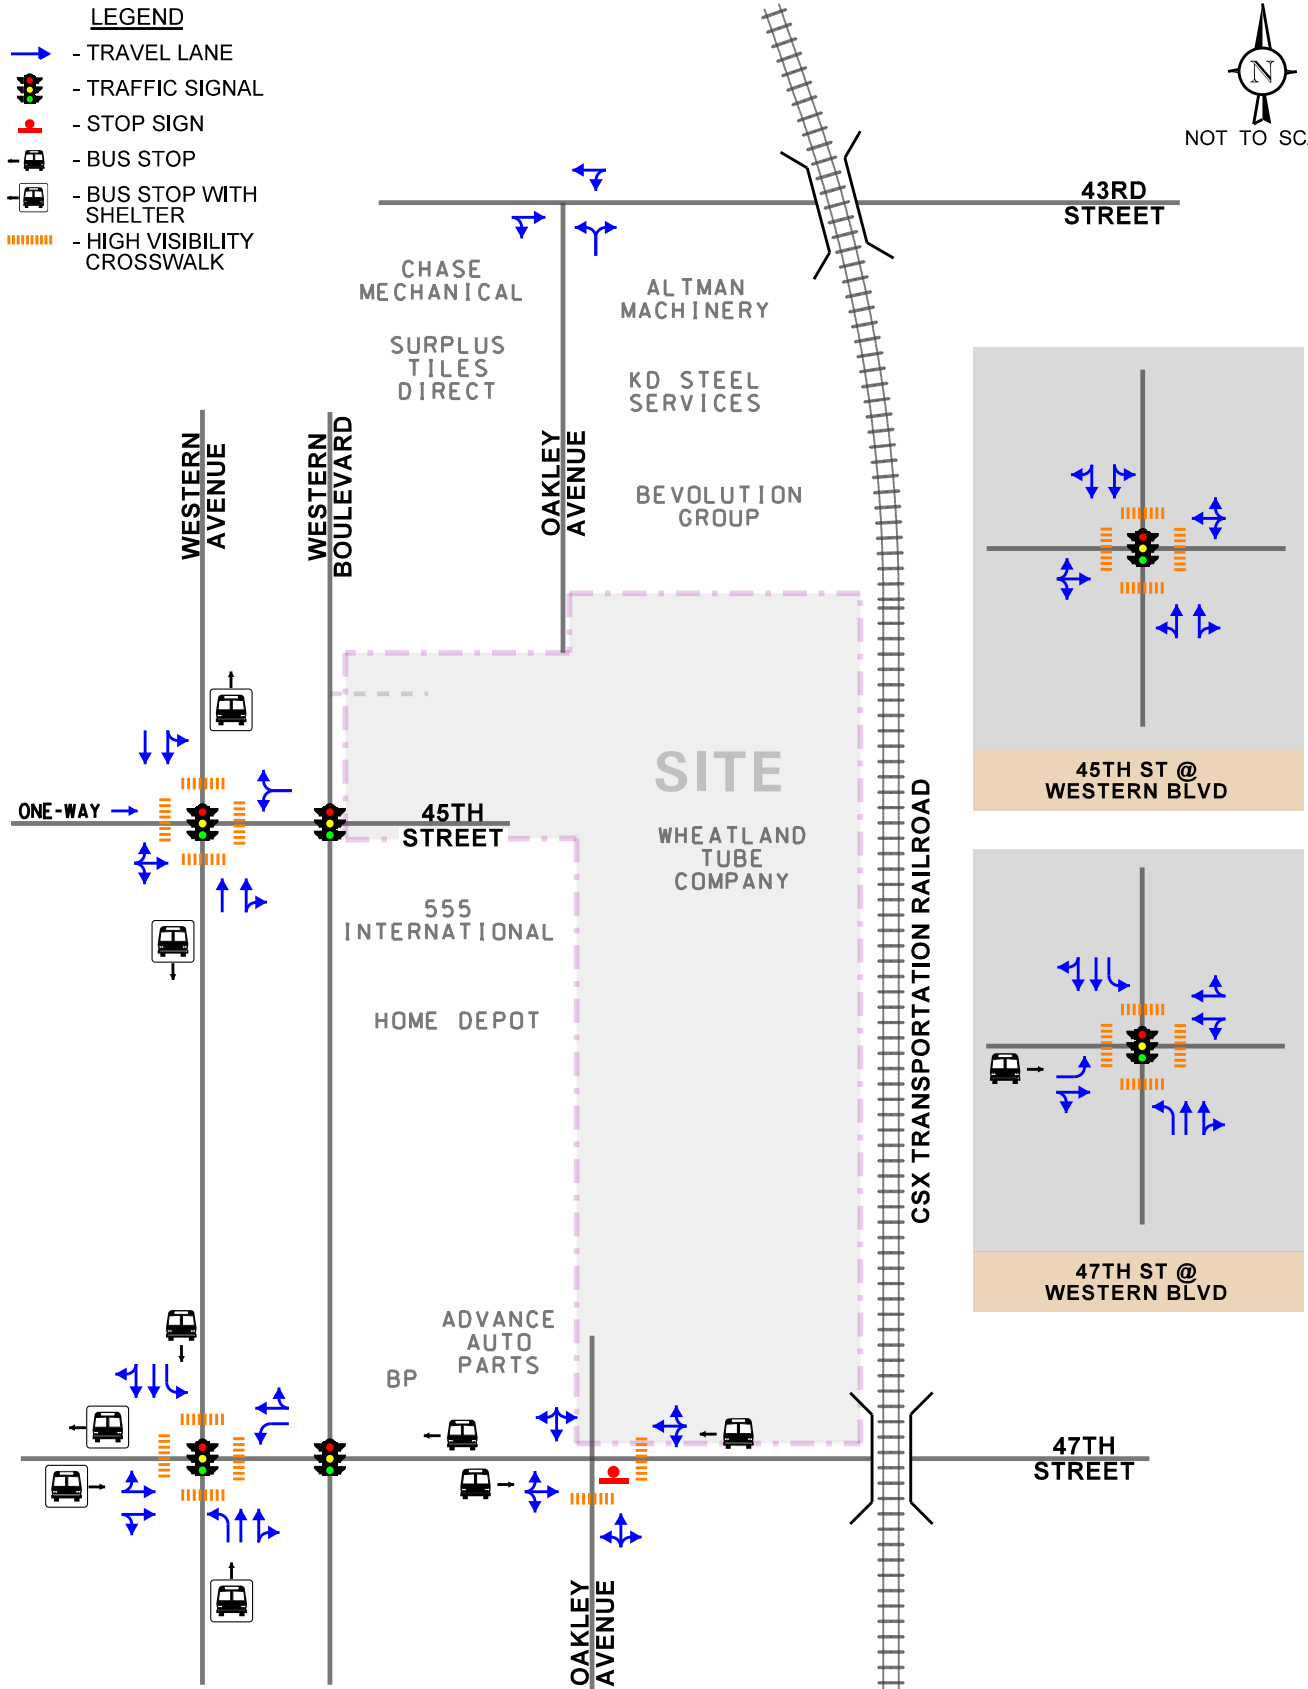 LEGEND
- TRAVEL LANE
- TRAFFIC SIGNAL
- STOP SIGN
- BUS STOP
- BUS STOP WITH
SHELTER
- HIGH VISIBILITY
CROSSWALK
N
NOT TO SC
43RD
STREET
CHASE
MECHANICAL
ALTMAN
MACHINERY
SURPLUS
TILES
DIRECT
KD STEEL
SERVICES
WESTERN
AVENUE
WESTERN
BOULEVARD
OAKLEY
AVENUE
BEVOLUTION
GROUP
SITE
45TH ST @
WESTERN BLVD
ONE-WAY
45TH
STREET
WHEATLAND
TUBE
COMPANY
CSX TRANSPORTATION RAILROAD
555
INTERNATIONAL
HOME DEPOT
47TH ST @
WESTERN BLVD
ADVANCE
AUTO
PARTS
BP
47TH
STREET
OAKLEY
AVENUE